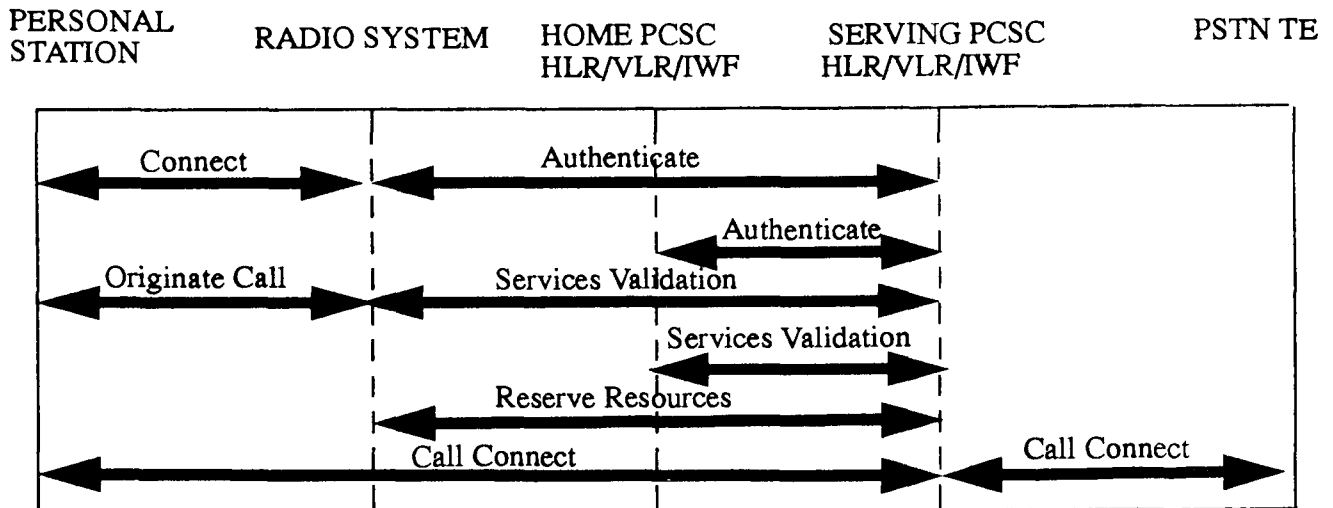 PERSONAL
STATION
RADIO SYSTEM
HOME PCSC
HLR/VLR/IWF
SERVING PCSC
HLR/VLR/IWF
PSTN TE
Connect
Authenticate
Authenticate
Originate Call
Services Validation
Services Validation
Reserve Resources
Call Connect
Call Connect